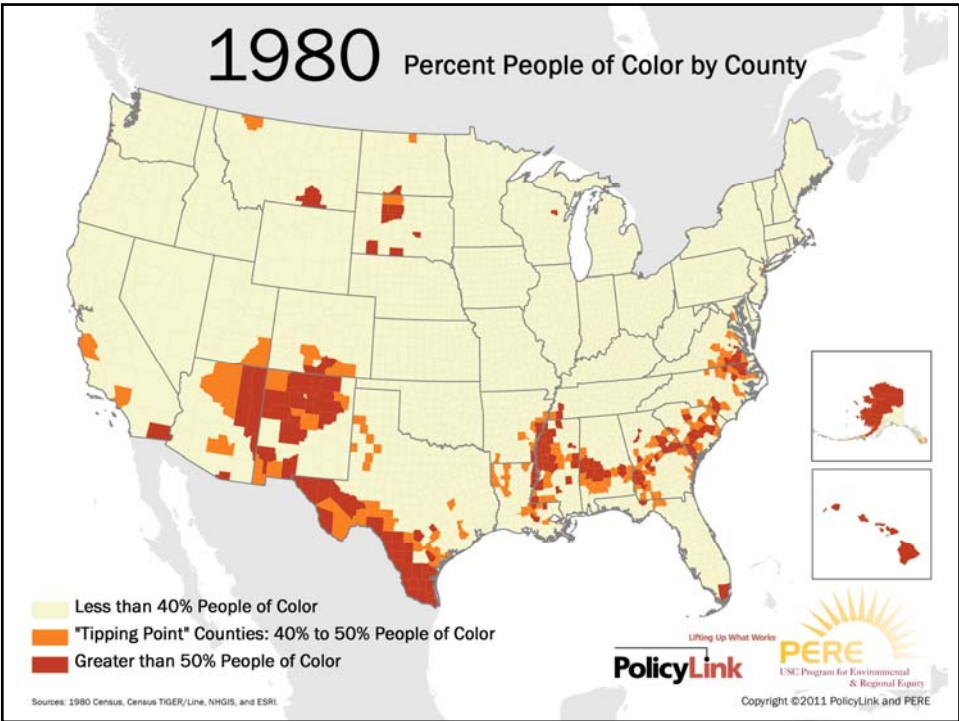 1980 Percent People of Color by County
Less than 40% People of Color
"Tipping Point" Counties: 40% to 50% People of Color
Greater than 50% People of Color
Lifting Up What Works
PolicyLink
PERE
USC Program for Environmental
& Regional Equity
Sources: 1980 Census, Census TIGER/Line, NHGIS, and ESRI.
Copyright ©2011 PolicyLink and PERE